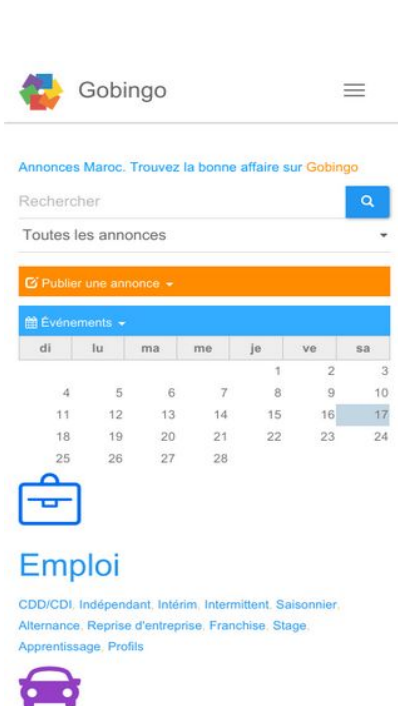 Gobingo
Annonces Maroc. Trouvez la bonne affaire sur Gobingo
Rechercher
Toutes les annonces
Publier une annonce
Événements
di lu ma me je ve sa
1 2 3
4 5 6 7 8 9 10
11 12 13 14 15 16 17
18 19 20 21 22 23 24
25 26 27 28
Emploi
CDD/CDI. Indépendant. Intérim. Intermittent. Saisonnier.
Alternance. Reprise d'entreprise. Franchise. Stage.
Apprentissage. Profils